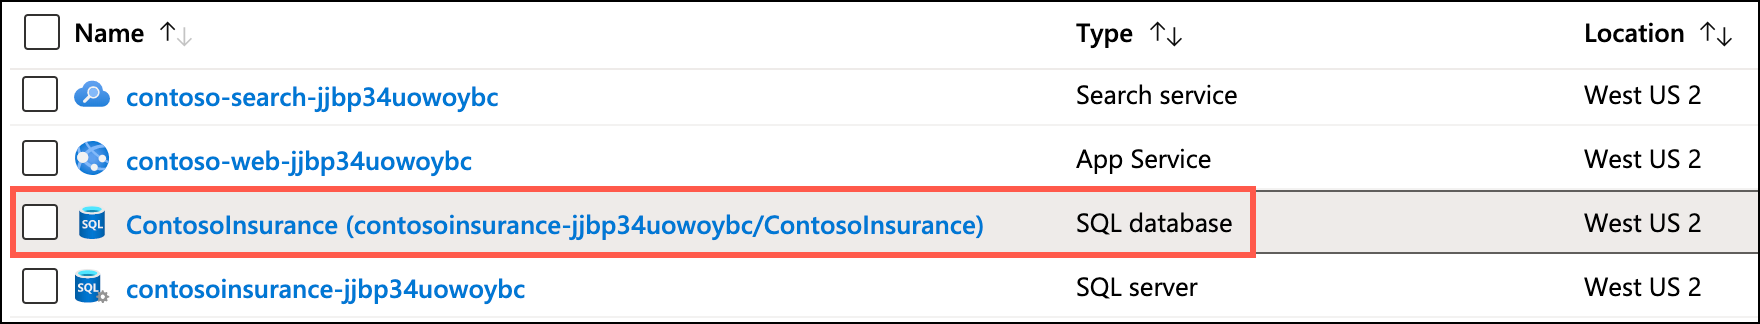 Name ↑↓ Type ↑↓ Location ↑↓
contoso-search-jjbp34uowoybc Search service West US 2
contoso-web-jjbp34uowoybc App Service West US 2
SQL ContosoInsurance (contosoinsurance-jjbp34uowoybc/ContosoInsurance) SQL database West US 2
SQL contosoinsurance-jjbp34uowoybc SQL server West US 2